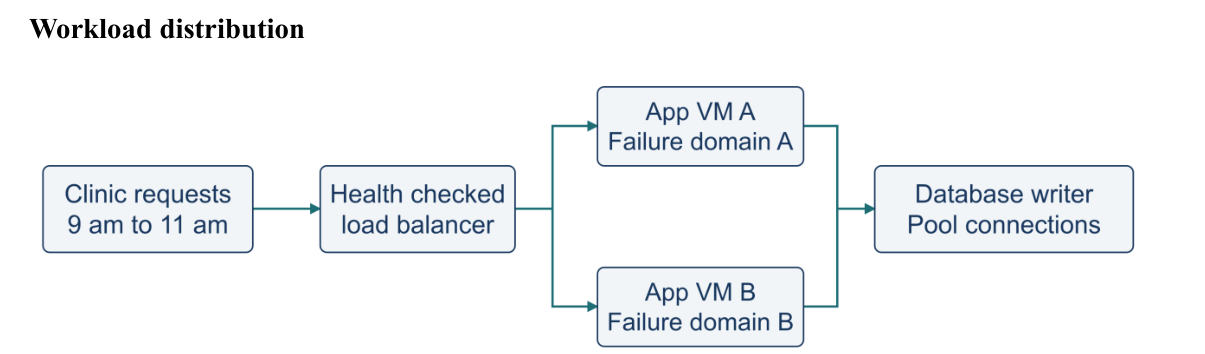 Workload distribution
Clinic requests
9 am to 11 am
Health checked
load balancer
App VM A
Failure domain A
App VM B
Failure domain B
Database writer
Pool connections